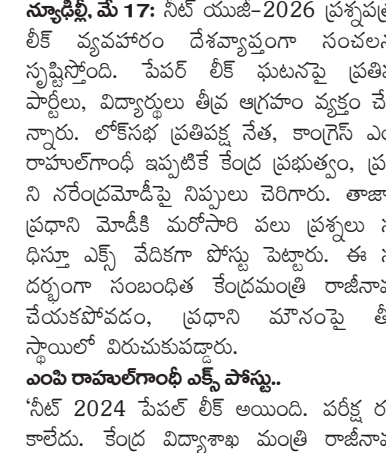 న్యూఢిల్లీ, మే 17: నీట్ యుజీ-2026 ప్రశ్నపత్ర
లీక్ వ్యవహారం దేశవ్యాప్తంగా సంచలన
సృష్టిస్తోంది. పేపర్ లీక్ ఘటనపై ప్రతిప
పార్టీలు, విద్యార్థులు తీవ్ర ఆగ్రహం వ్యక్తం చే
న్నారు. లోక్‌సభ ప్రతిపక్ష నేత, కాంగ్రెస్ ఎం
రాహుల్‌గాంధీ ఇప్పటికే కేంద్ర ప్రభుత్వం, ప్ర
ని నరేంద్రమోడీపై నిప్పులు చెరిగారు. తాజా
ప్రధాని మోడీకి మరోసారి పలు ప్రశ్నలు
ధిస్తూ ఎక్స్ వేదికగా పోస్టు పెట్టారు. ఈ
దర్భంగా సంబంధిత కేంద్రమంత్రి రాజీనామ
చేయకపోవడం, ప్రధాని మౌనంపై తీ
స్థాయిలో విరుచుకుపడ్డారు.
ఎంపి రాహుల్‌గాంధీ ఎక్స్ పోస్టు..
'నీట్ 2024 పేపల్ లీక్ అయింది. పరీక్ష ర
కాలేదు. కేంద్ర విద్యాశాఖ మంత్రి రాజీనామ